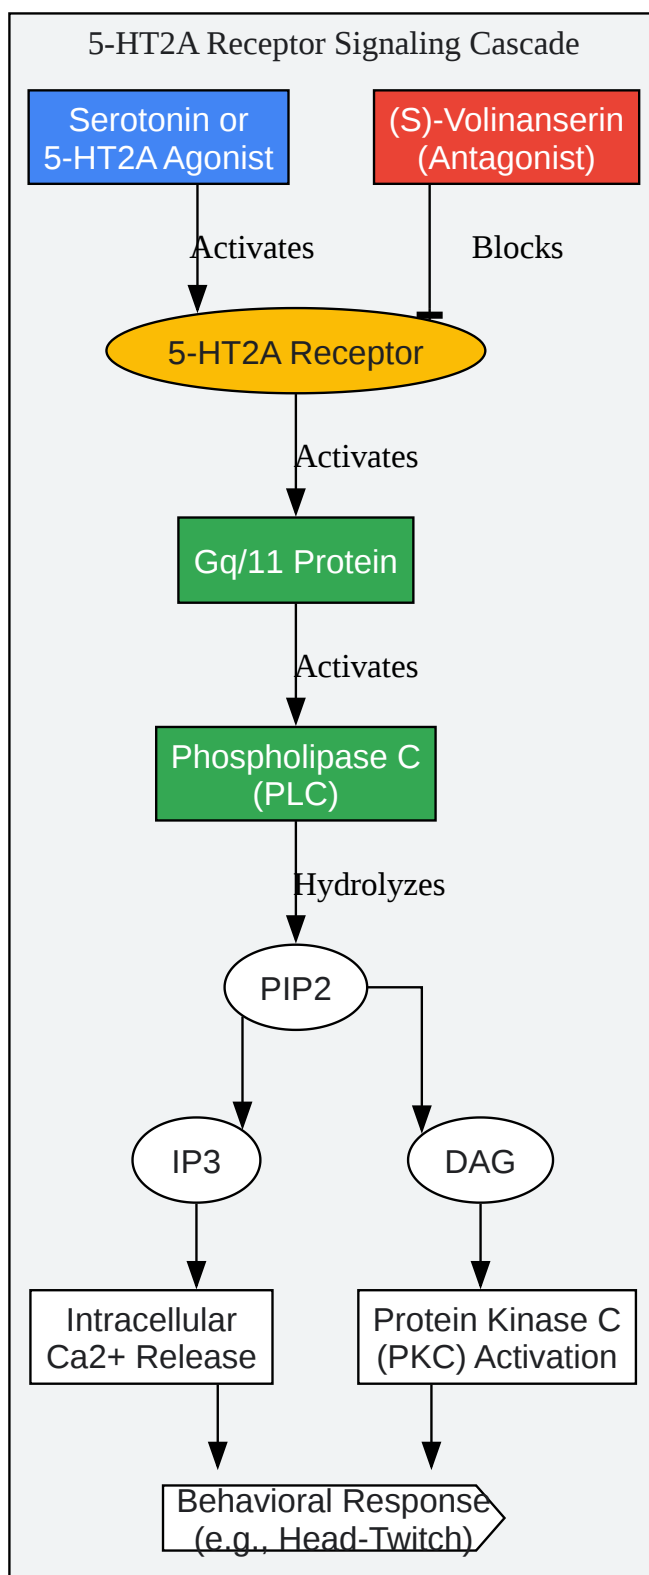 5-HT2A Receptor Signaling Cascade
Serotonin or
5-HT2A Agonist
(S)-Volinanserin
(Antagonist)
Activates
Blocks
5-HT2A Receptor
Activates
Gq/11 Protein
Activates
Phospholipase C
(PLC)
Hydrolyzes
PIP2
IP3
DAG
Intracellular
Ca2+ Release
Protein Kinase C
(PKC) Activation
Behavioral Response
(e.g., Head-Twitch)